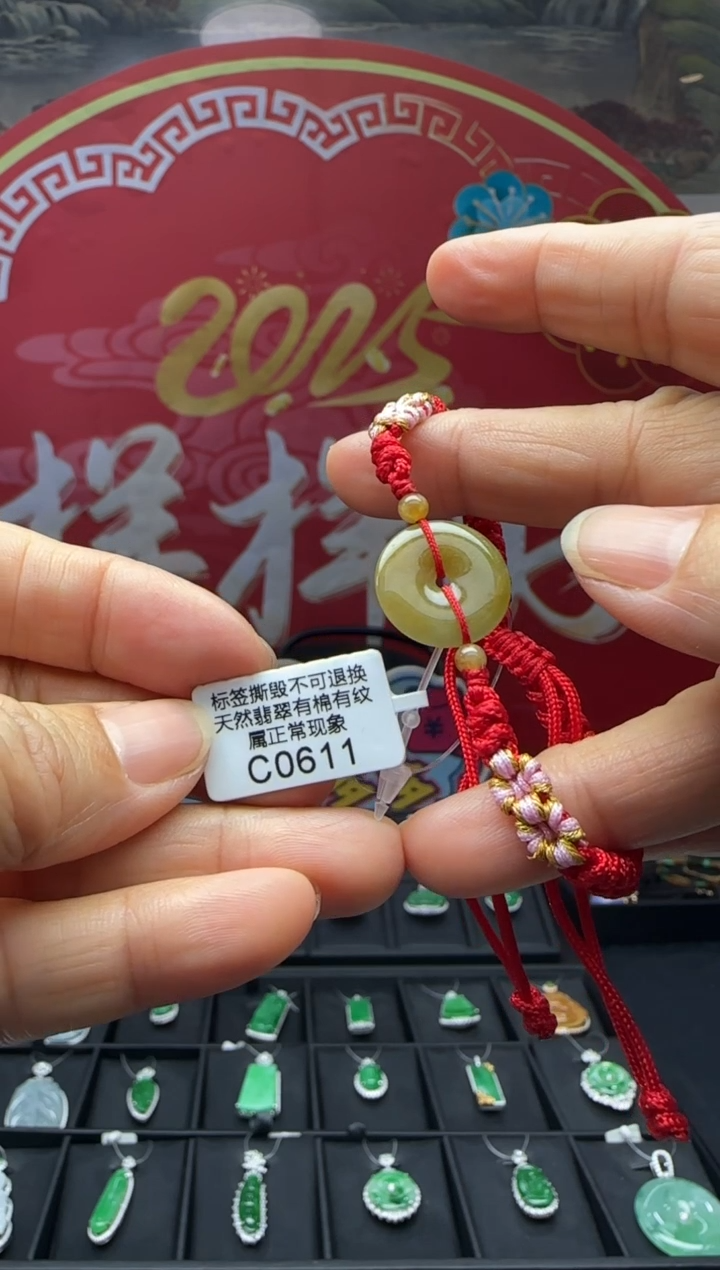 2025
标签撕毁不可退换
天然翡翠有棉有纹
属正常现象
C0611